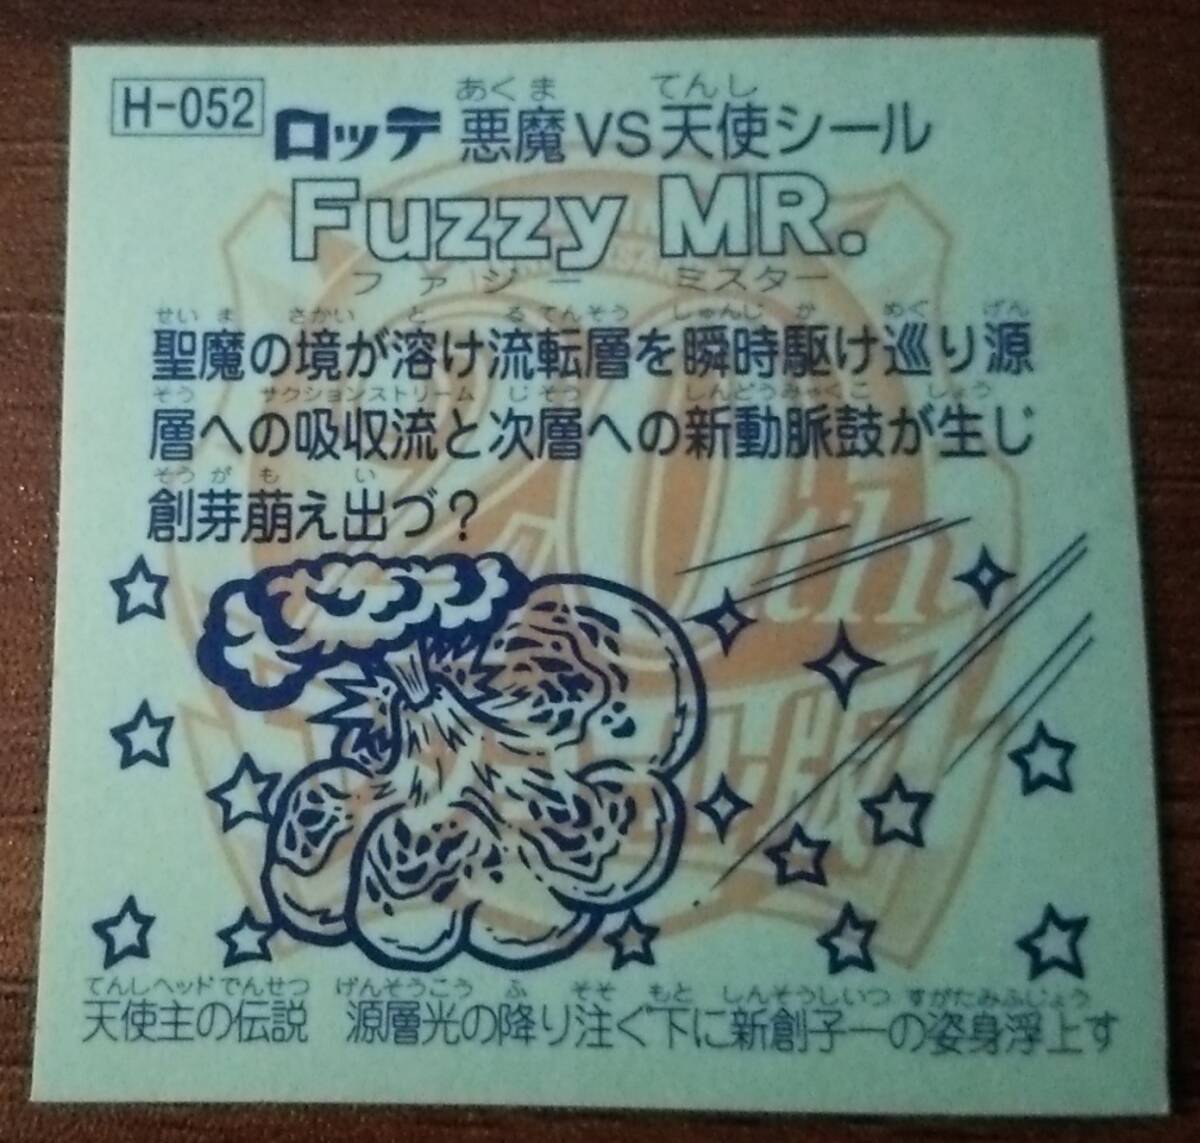 H-052 ロッテ 悪魔VS天使シール
あくま てんし
Fuzzy MR.
ファジー ミスター
せいま さかい と るてんそう しゅんじ か めぐ げん
聖魔の境が溶け流転層を瞬時駆け巡り源
そう サクションストリーム じそう しんどうみゃくこ しょう
層への吸収流と次層への新動脈鼓が生じ
そうがも い
創芽萠え出づ?
20th
てんしヘッドでんせつ げんそうこう ふ そそ もと しんそうしいつ すがたみふじょう
天使主の伝説 源層光の降り注ぐ下に新創子一の姿身浮上す